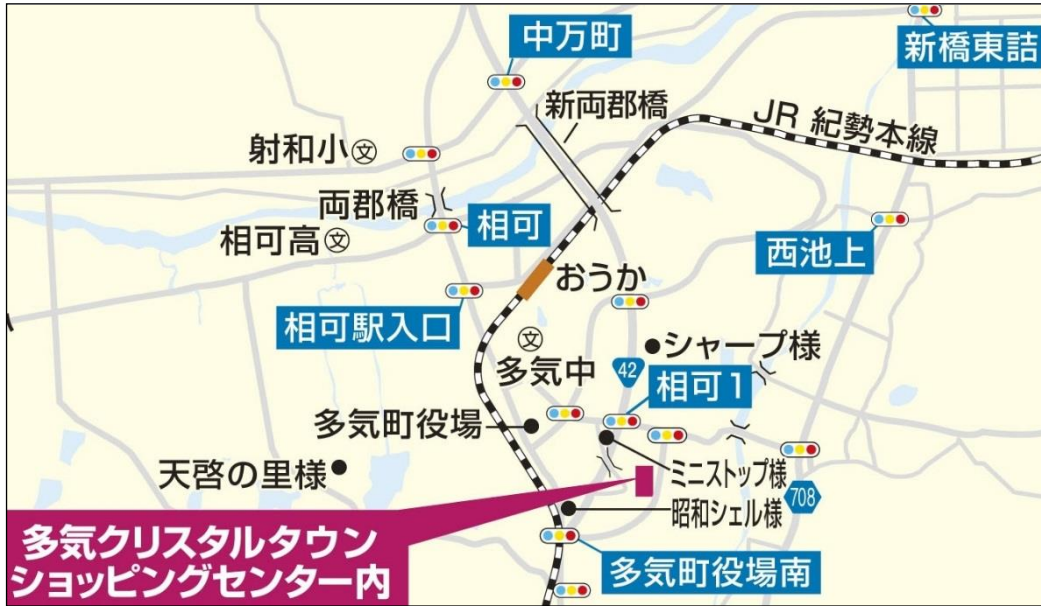 中万町
新橋東詰
新両郡橋
JR 紀勢本線
射和小文
両郡橋
相可
相可高文
西池上
おうか
相可駅入口
文
多気中
シャープ様
42
相可1
多気町役場
天啓の里様
ミニストップ様
昭和シェル様
708
多気クリスタルタウン
ショッピングセンター内
多気町役場南